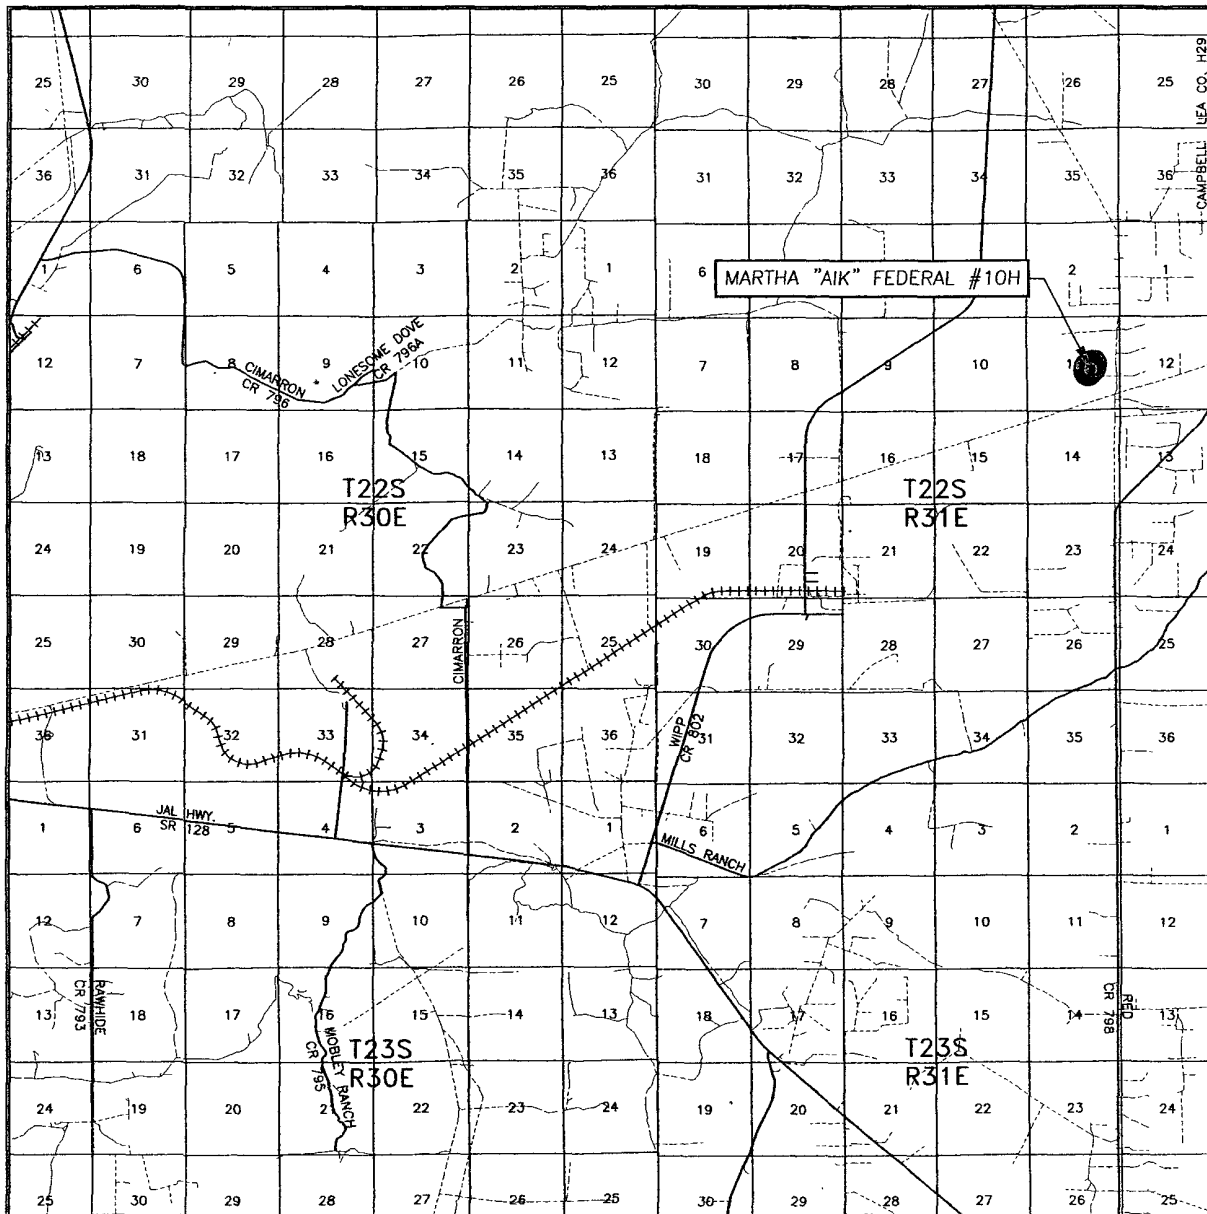 25 30 29 28 27 26 25 30 29 28 27 26 25
CAMPBELL LEA CO. H29
36 31 32 33 34 35 36 31 32 33 34 35 36
1 6 5 4 3 2 1 6 2 1
MARTHA "AIK" FEDERAL #10H
12 7 8 9 10 11 12 7 8 9 10 12
CIMARRON
CR 796
LONESOME DOVE
CR 796A
13 18 17 16 15 14 13 18 17 16 15 14 13
T22S
R30E
T22S
R31E
24 19 20 21 22 23 24 19 20 21 22 23 24
25 30 29 28 27 26 25 30 29 28 27 26 25
CIMARRON
36 31 32 33 34 35 36 31 32 33 34 35 36
WIPP
CR 802
JAL HWY.
SR 128
1 6 5 4 3 2 1 6 5 4 3 2 1
MILLS RANCH
12 7 8 9 10 11 12 7 8 9 10 11 12
RAWHIDE
CR 793
RED
CR 798
13 18 17 16 15 14 13 18 17 16 15 14 13
MOBLEY RANCH
CR 795
T23S
R30E
T23S
R31E
24 19 20 21 22 23 24 19 20 21 22 23 24
25 30 29 28 27 26 25 30 29 28 27 26 25